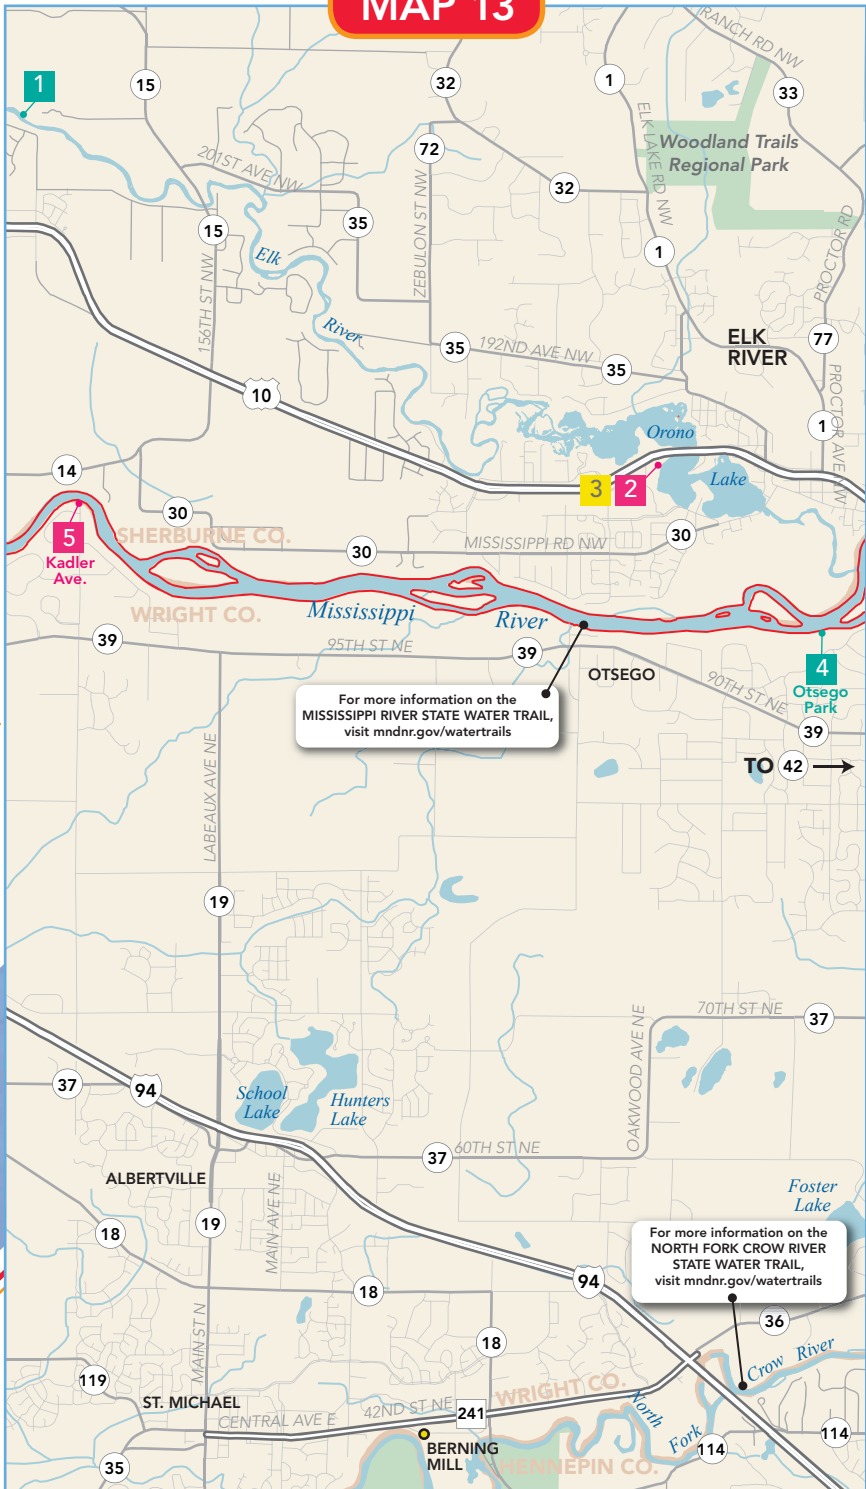 MAP 13
RANCH RD NW
1
15
32
1
33
ELK LAKE RD NW
Woodland Trails
Regional Park
72
201ST AVE NW
32
35
15
ZEBULON ST NW
1
PROCTOR RD
Elk
River
156TH ST NW
35
192ND AVE NW
35
ELK
RIVER
77
10
PROCTOR AVE NW
1
Orono
Lake
14
3
2
30
5
Kadler
Ave.
SHERBURNE CO.
30
MISSISSIPPI RD NW
30
WRIGHT CO.
Mississippi
River
39
95TH ST NE
39
OTSEGO
90TH ST NE
4
Otsego
Park
For more information on the
MISSISSIPPI RIVER STATE WATER TRAIL,
visit mndnr.gov/watertrails
39
TO 42
LABEAUX AVE NE
19
70TH ST NE
37
OAKWOOD AVE NE
37
94
School
Lake
Hunters
Lake
37
60TH ST NE
ALBERTVILLE
MAIN AVE NE
Foster
Lake
19
18
For more information on the
NORTH FORK CROW RIVER
STATE WATER TRAIL,
visit mndnr.gov/watertrails
94
18
36
MAIN ST N
18
Crow River
119
WRIGHT CO.
North
Fork
ST. MICHAEL
42ND ST NE
241
CENTRAL AVE E
114
114
BERNING
MILL
HENNEPIN CO.
35